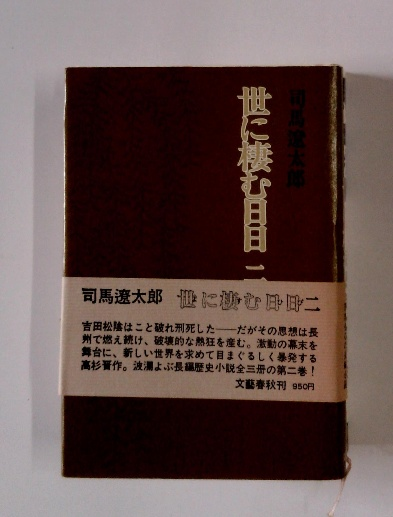 司馬遼太郎
世に棲む日日 二
司馬遼太郎 世に棲む日日 二
吉田松陰はこと破れ刑死した——だがその思想は長
州で燃え続け、破壊的な熱狂を産む。激動の幕末を
舞台に、新しい世界を求めて目まぐるしく暴発する
高杉晋作。波瀾よぶ長編歴史小説全三冊の第二巻！
文藝春秋刊 950円